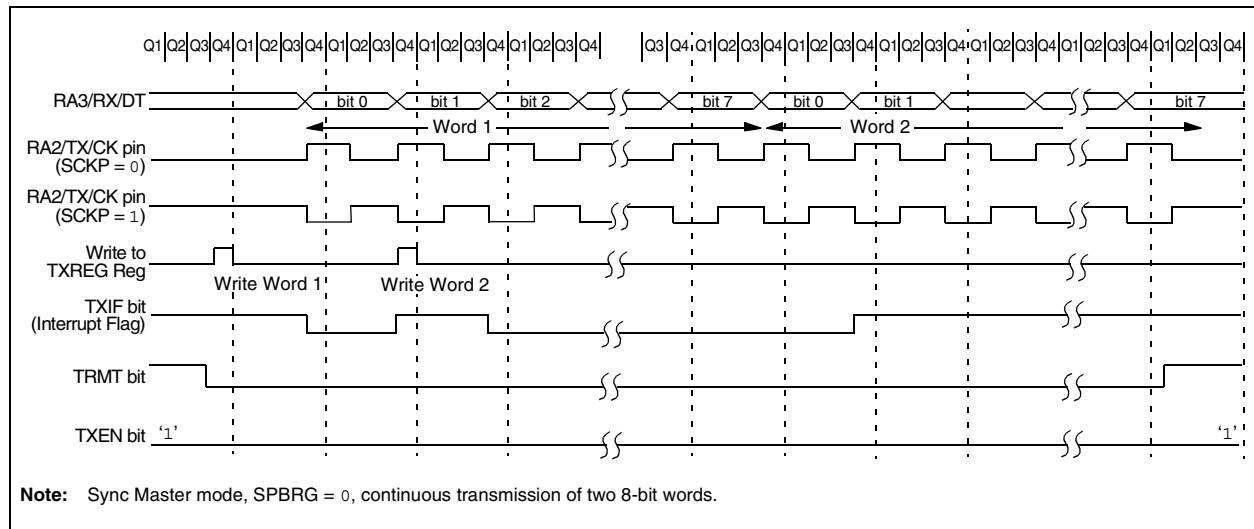 Q1 Q2 Q3 Q4 Q1 Q2 Q3 Q4 Q1 Q2 Q3 Q4 Q1 Q2 Q3 Q4 Q1 Q2 Q3 Q4 Q3 Q4 Q1 Q2 Q3 Q4 Q1 Q2 Q3 Q4 Q1 Q2 Q3 Q4 Q1 Q2 Q3 Q4 Q1 Q2 Q3 Q4 Q1 Q2 Q3 Q4
RA3/RX/DT bit 0 bit 1 bit 2 bit 7 bit 0 bit 1 bit 7
Word 1 Word 2
RA2/TX/CK pin
(SCKP = 0)
RA2/TX/CK pin
(SCKP = 1)
Write to
TXREG Reg
Write Word 1 Write Word 2
TXIF bit
(Interrupt Flag)
TRMT bit
TXEN bit ‘1’ ‘1’
Note: Sync Master mode, SPBRG = 0, continuous transmission of two 8-bit words.